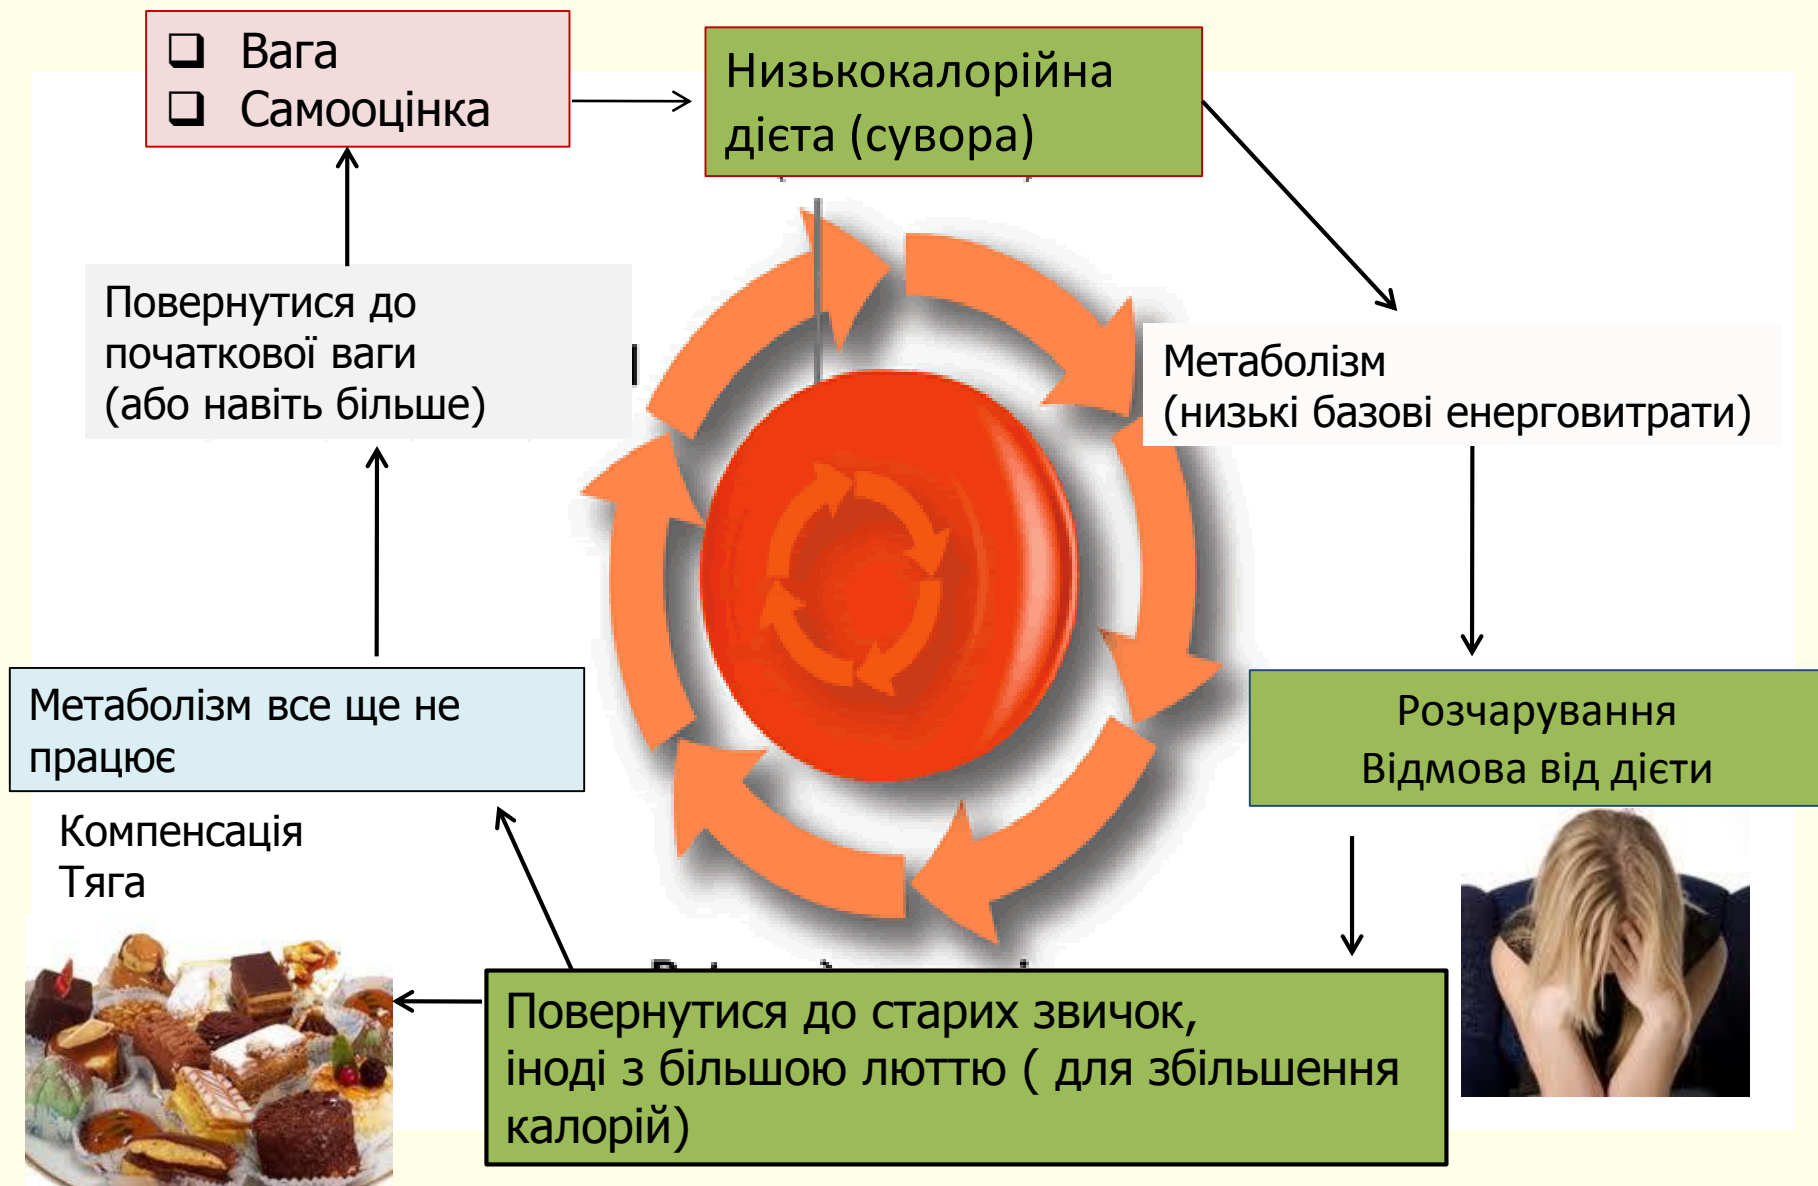 Вага
Самооцінка
Низькокалорійна
дієта (сувора)
Повернутися до
початкової ваги
(або навіть більше)
Метаболізм
(низькі базові енерговитрати)
Метаболізм все ще не
працює
Розчарування
Відмова від дієти
Компенсація
Тяга
Повернутися до старих звичок,
іноді з більшою люттю ( для збільшення
калорій)